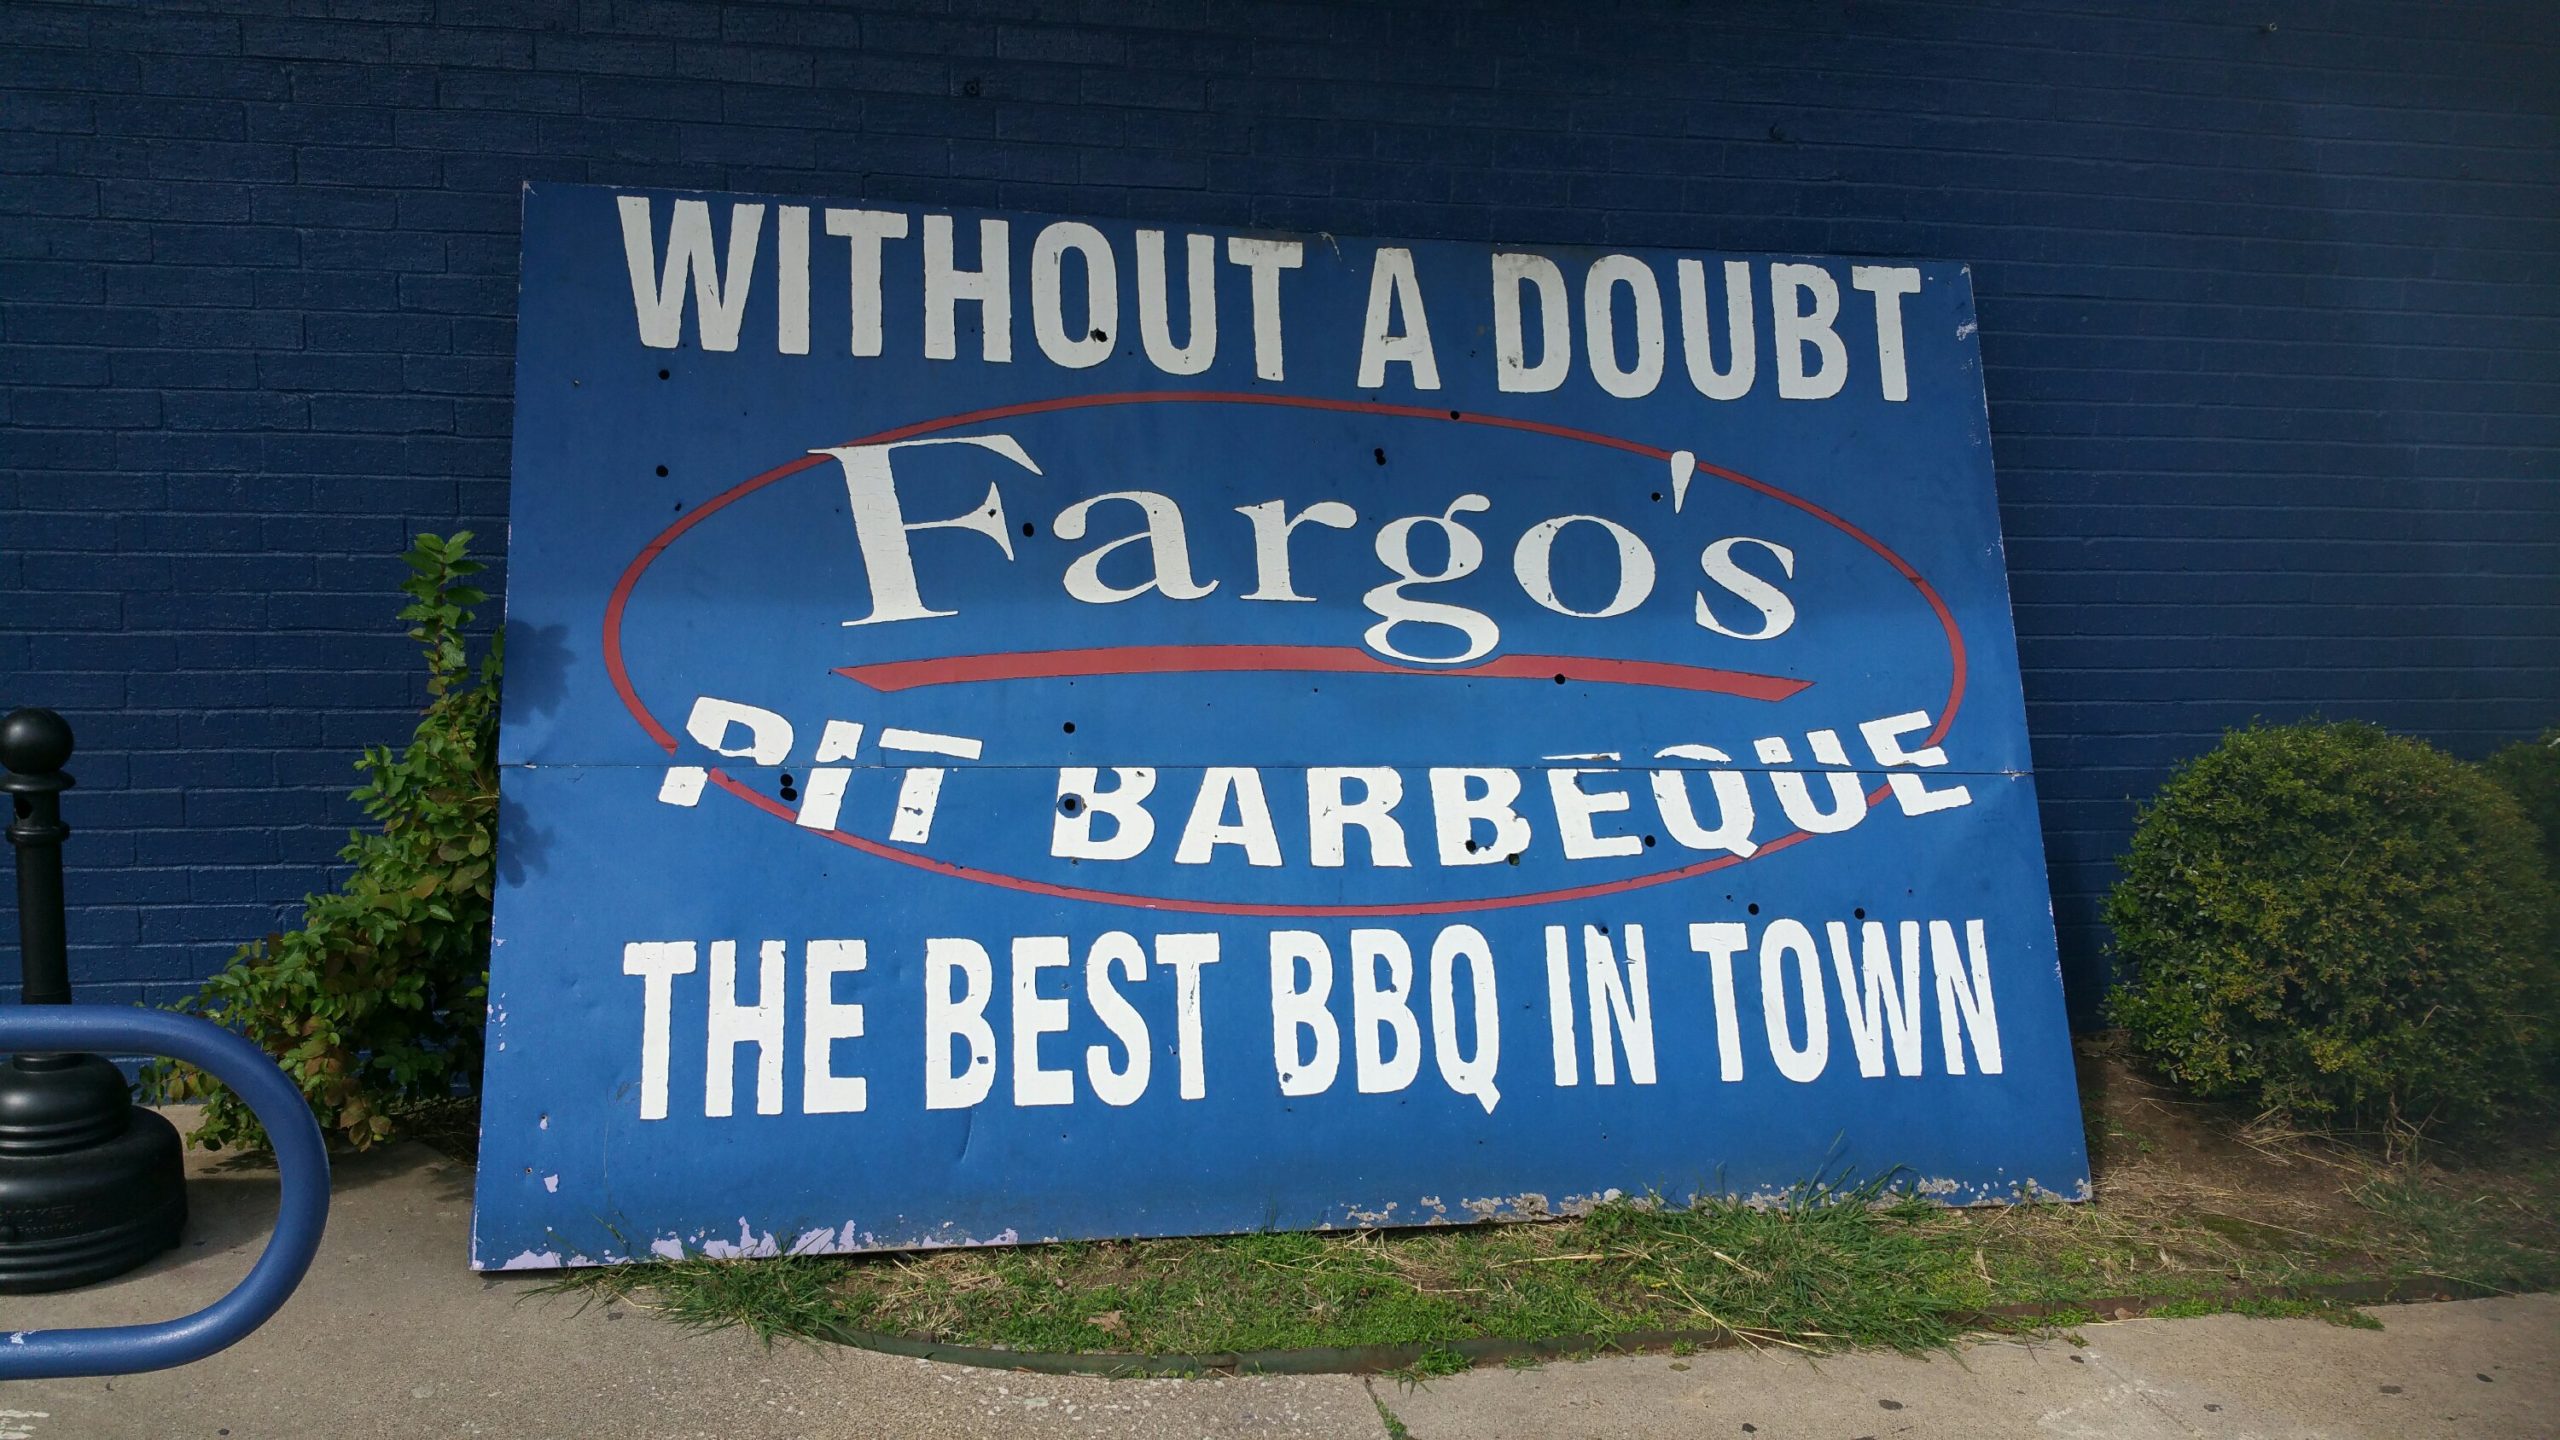 WITHOUT A DOUBT
Fargo's
PIT BARBEQUE
THE BEST BBQ IN TOWN